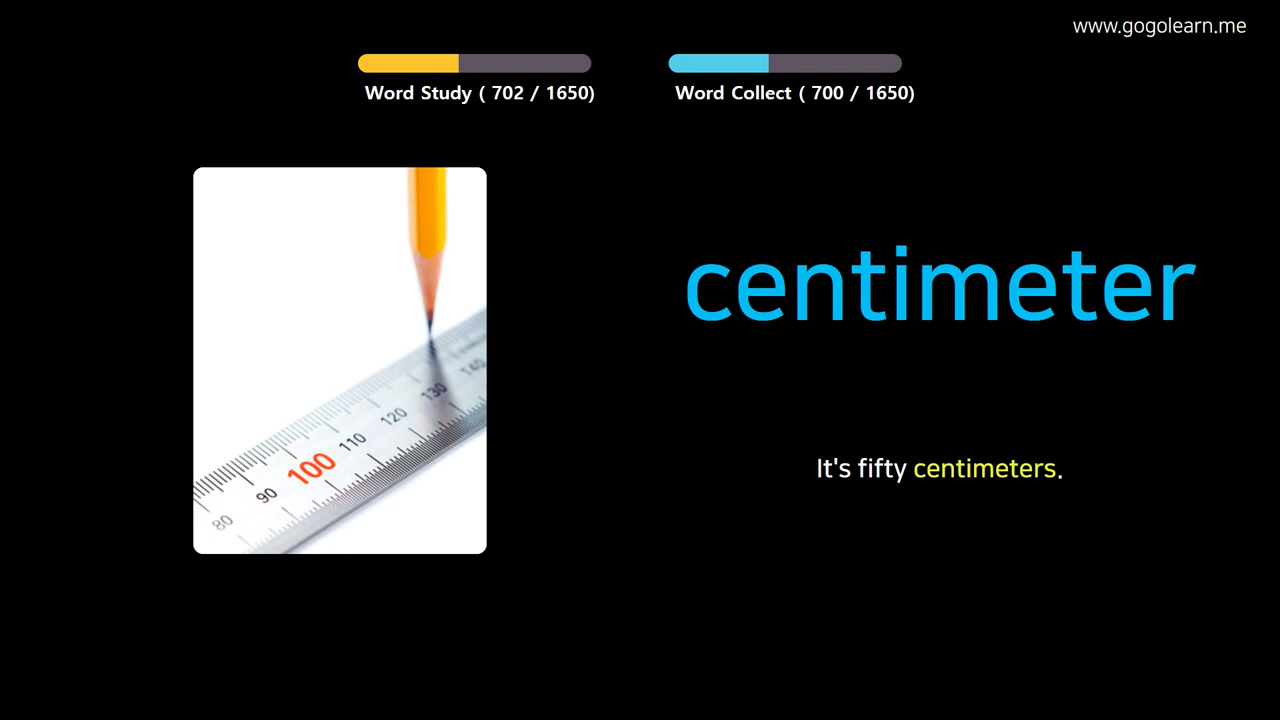 www.gogolearn.me
Word Study ( 702 / 1650)
Word Collect ( 700 / 1650)
centimeter
It's fifty centimeters.
80
90
100
110
120
130
140